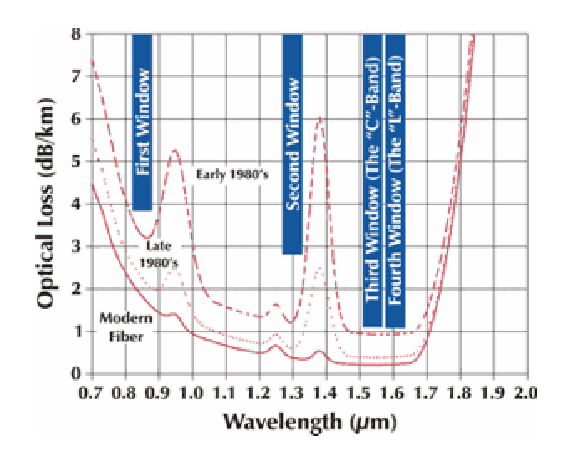 8
7
6
5
4
3
2
1
0
Optical Loss (dB/km)
First Window
Second Window
Third Window (The "C"-Band)
Fourth Window (The "L"-Band)
Early 1980's
Late
1980's
Modern
Fiber
0.7 0.8 0.9 1.0 1.1 1.2 1.3 1.4 1.5 1.6 1.7 1.8 1.9 2.0
Wavelength (μm)